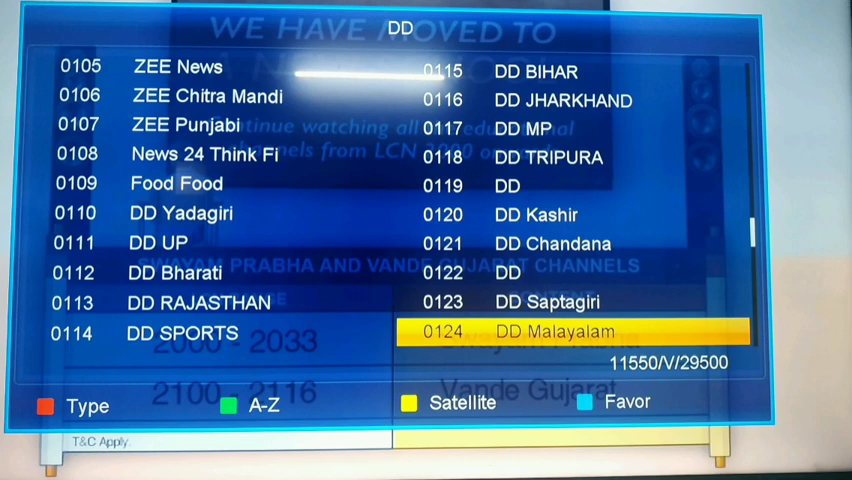 DD
WE HAVE MOVED TO
0105 ZEE News
0106 ZEE Chitra Mandi
0107 ZEE Punjabi
0108 News 24 Think Fi
0109 Food Food
0110 DD Yadagiri
0111 DD UP
0112 DD Bharati
0113 DD RAJASTHAN
0114 DD SPORTS
0115 DD BIHAR
0116 DD JHARKHAND
0117 DD MP
0118 DD TRIPURA
0119 DD
0120 DD Kashir
0121 DD Chandana
0122 DD
0123 DD Saptagiri
0124 DD Malayalam
11550/V/29500
Type A-Z Satellite Favor
SWAYAM PRABHA AND VANDE GUJARAT CHANNELS
2000 - 2033
2100 - 2116 Vande Gujarat
T&C Apply.